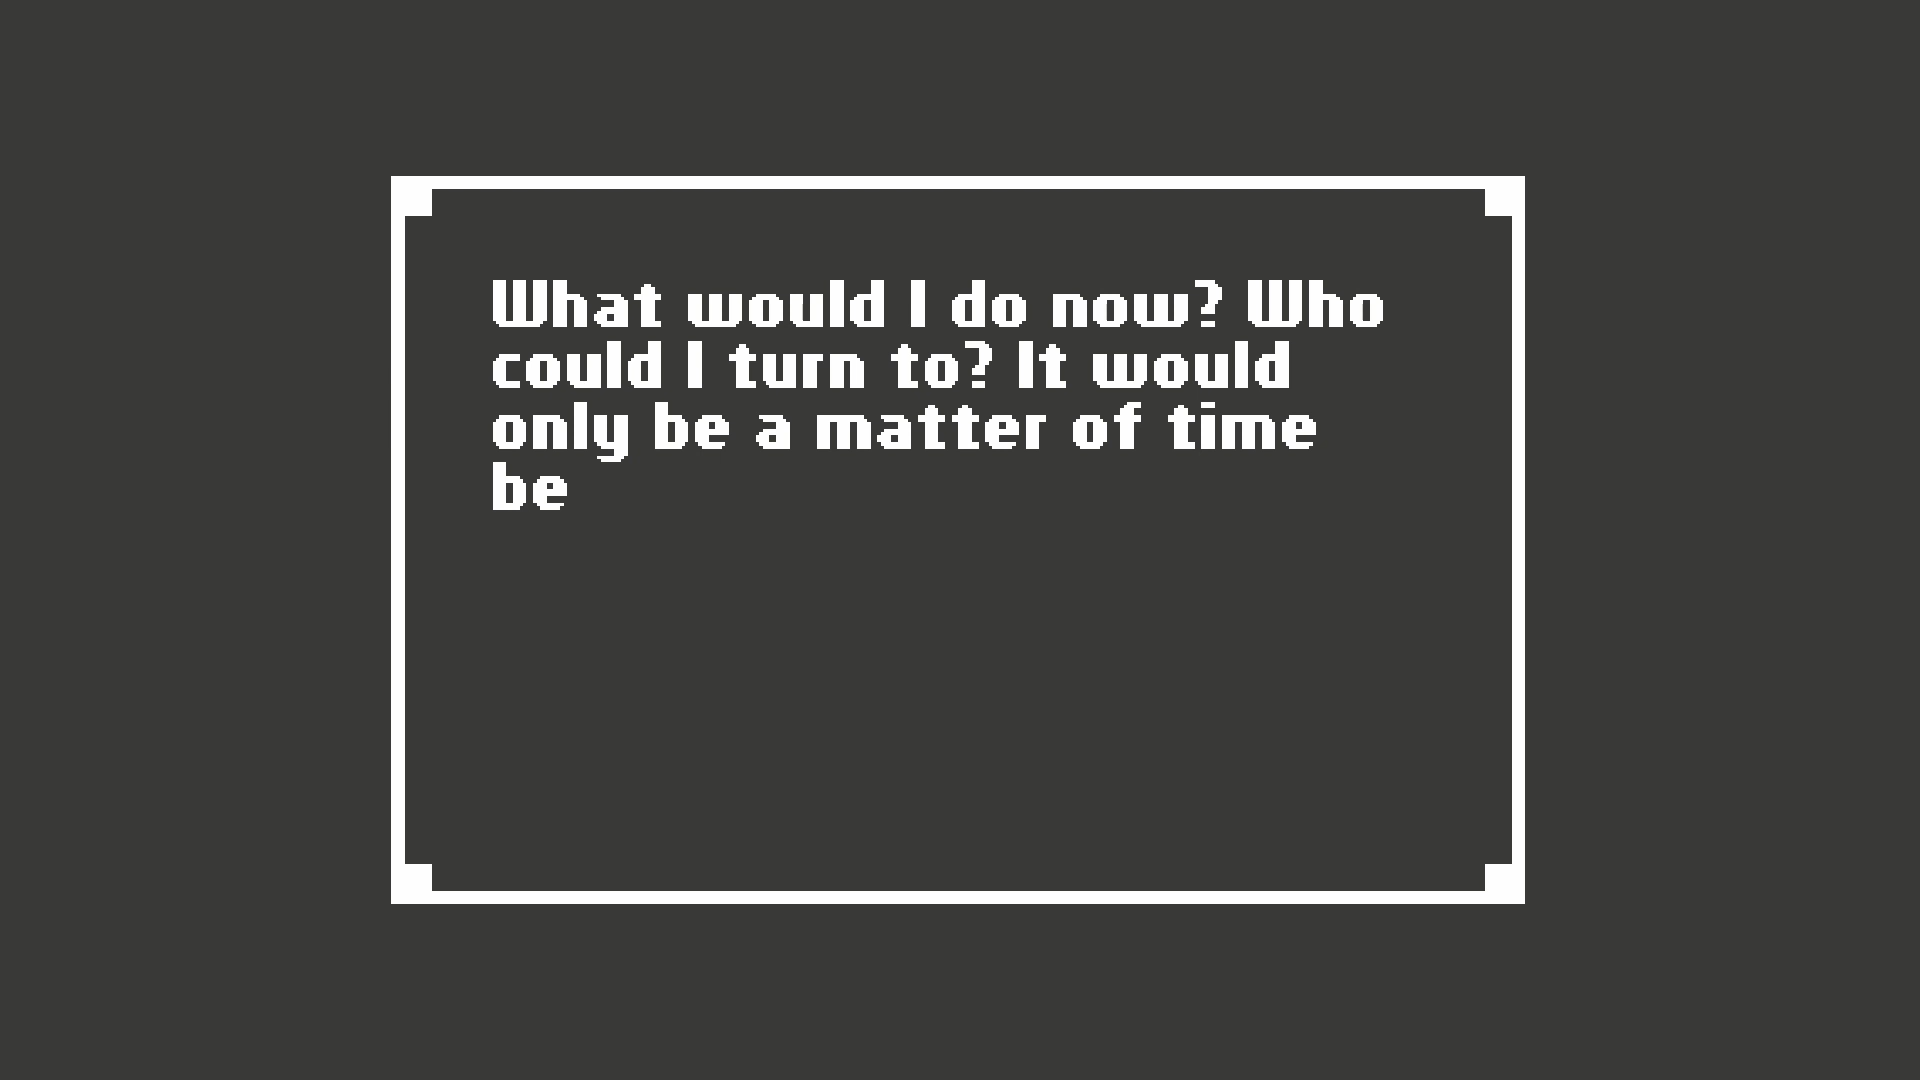 What would I do now? Who
could I turn to? It would
only be a matter of time
be